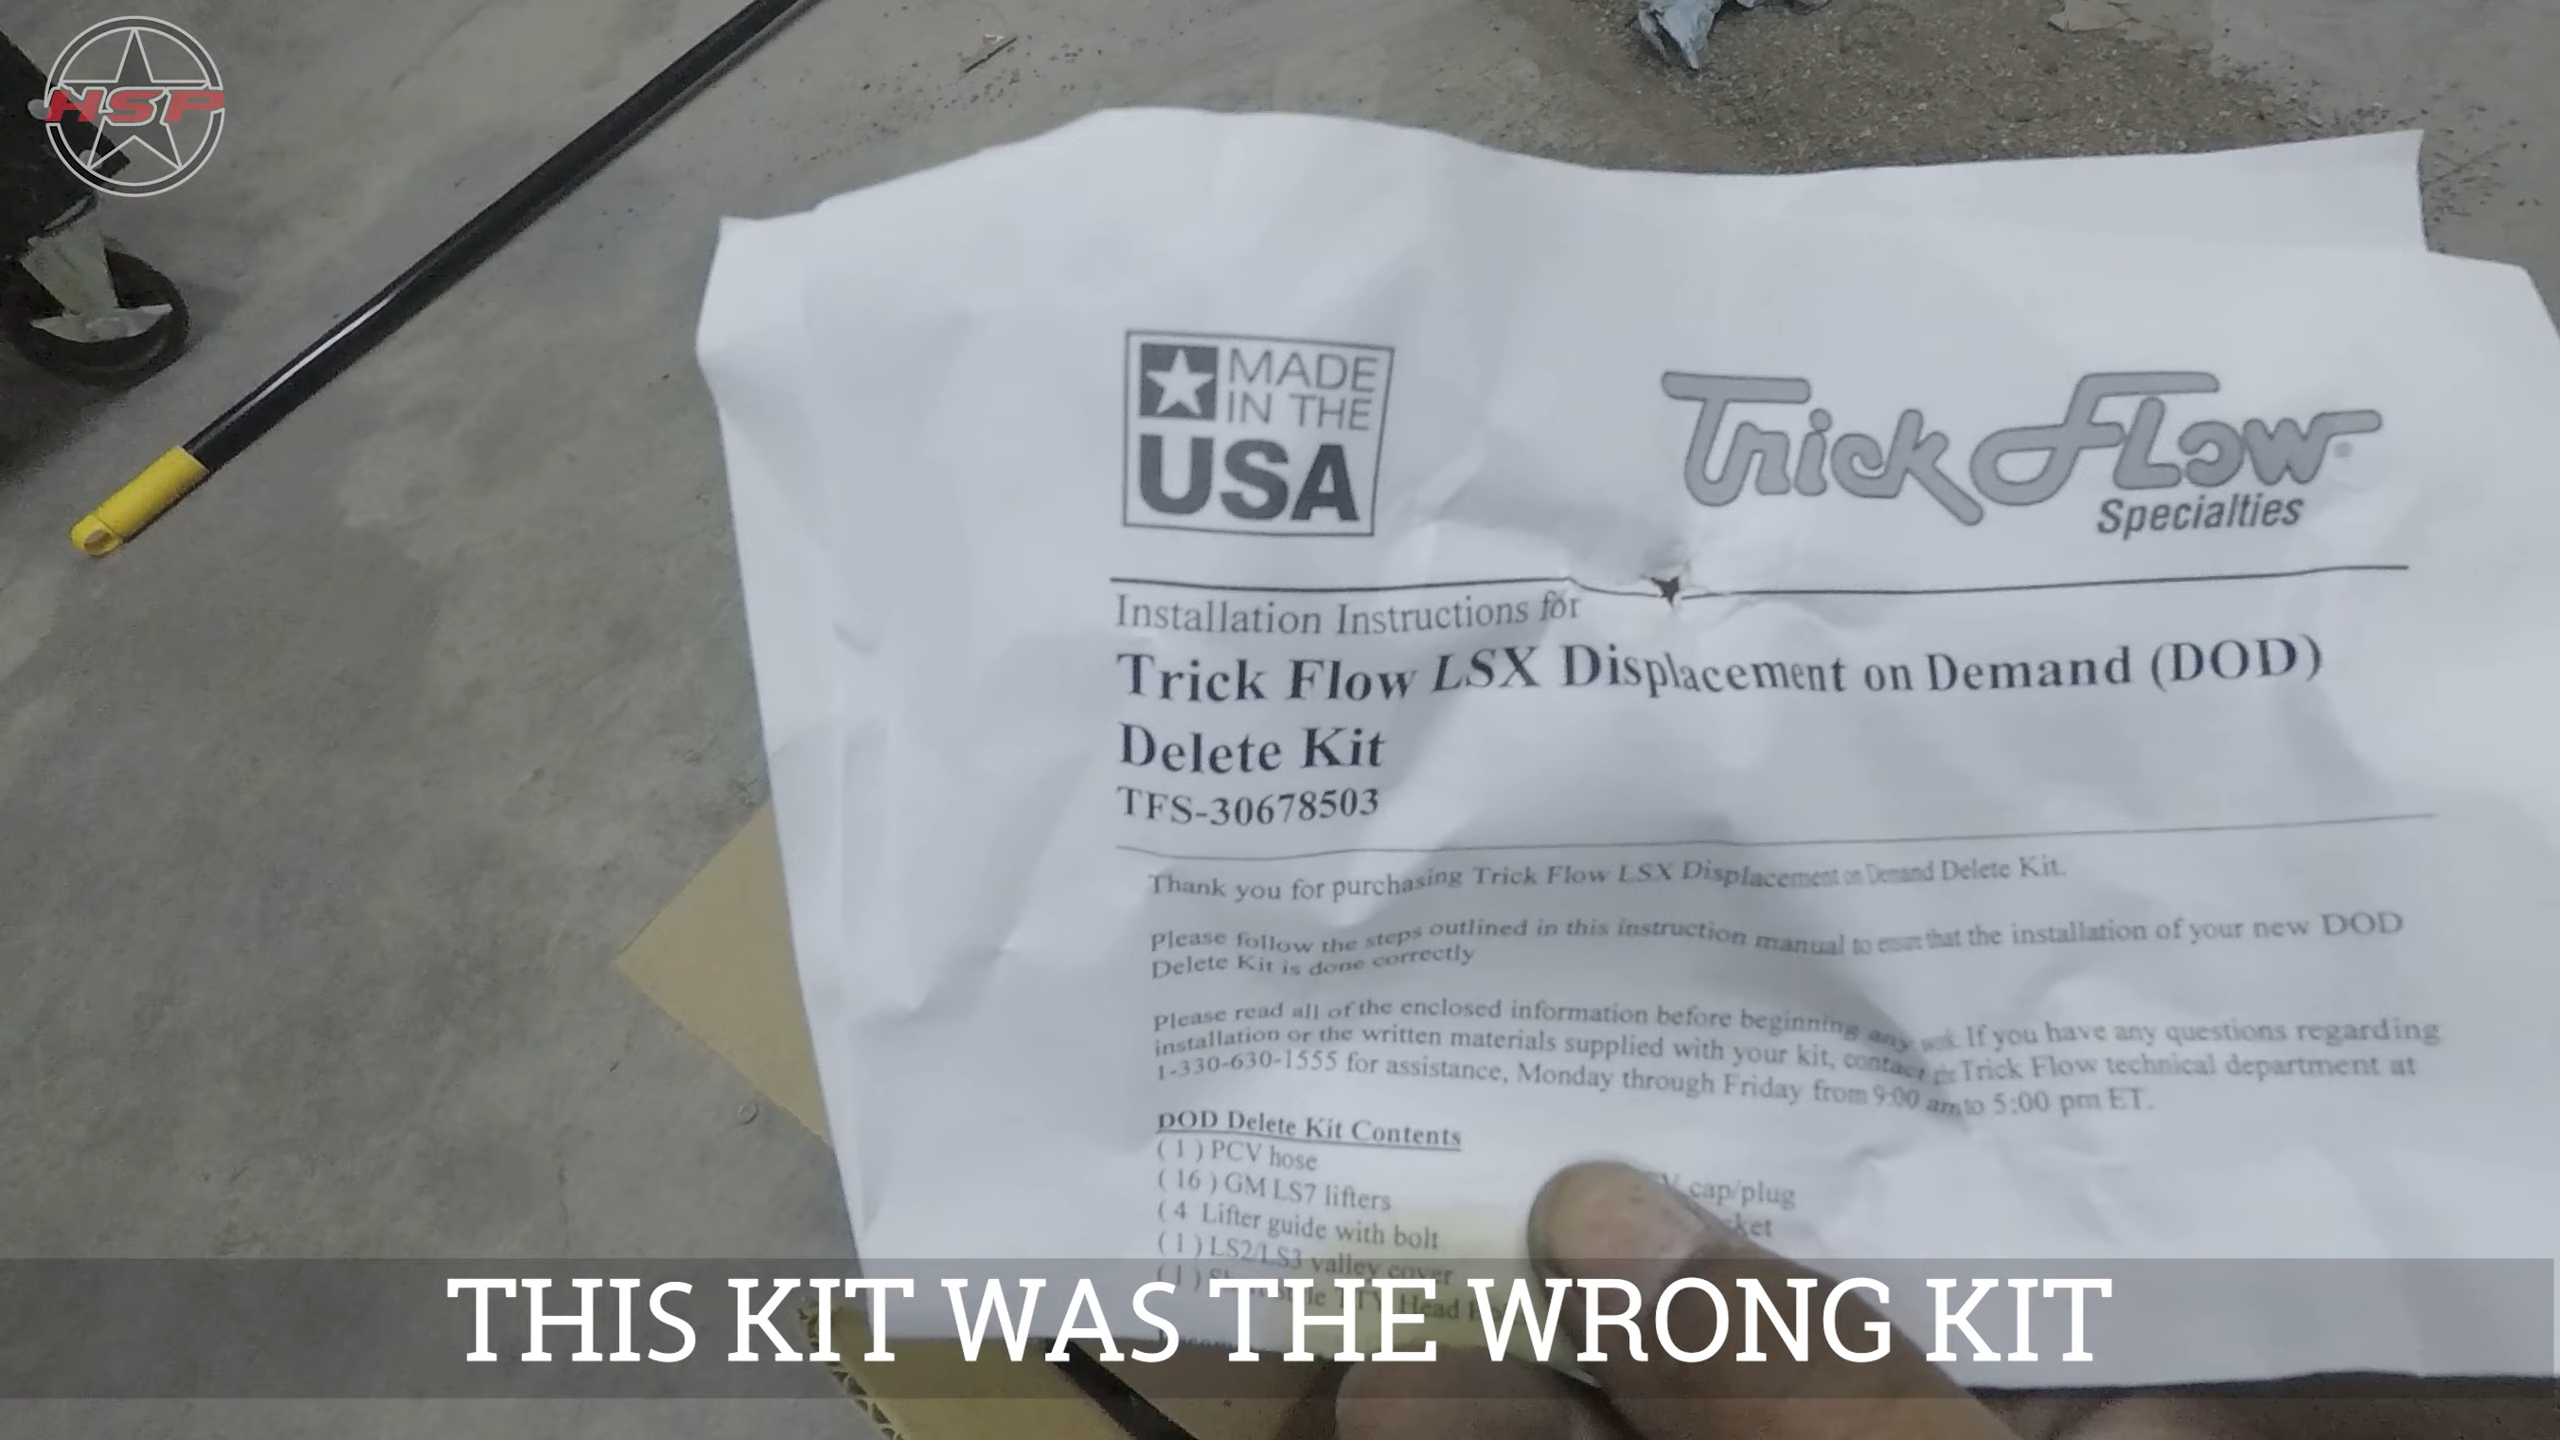 HSP
MADE
IN THE
USA
Trick Flow
Specialties
Installation Instructions for
Trick Flow LSX Displacement on Demand (DOD)
Delete Kit
TFS-30678503
Thank you for purchasing Trick Flow LSX Displacement on Demand Delete Kit.
Please follow the steps outlined in this instruction manual to ensure that the installation of your new DOD
Delete Kit is done correctly
Please read all of the enclosed information before beginning any work. If you have any questions regarding
installation or the written materials supplied with your kit, contact Trick Flow technical department at
1-330-630-1555 for assistance, Monday through Friday from 9:00 am to 5:00 pm ET.
DOD Delete Kit Contents
( 1 ) PCV hose
cap/plug
( 16 ) GM LS7 lifters
( 4 Lifter guide with bolt
( 1 ) LS2/LS3 valley cover
( 1 ) TTY Head
THIS KIT WAS THE WRONG KIT